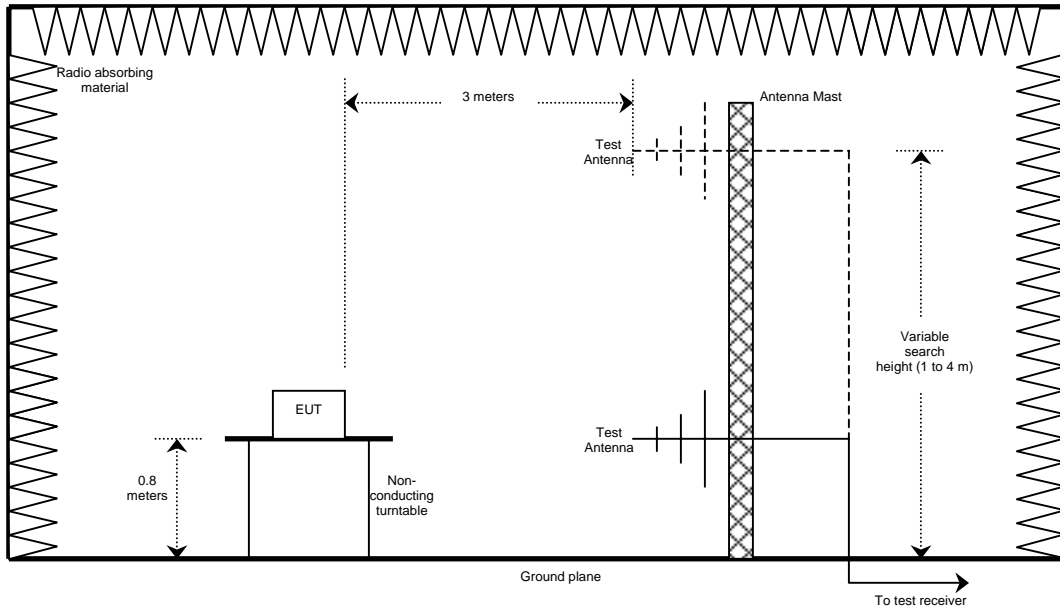 Radio absorbing
material
3 meters
Antenna Mast
Test
Antenna
Variable
search
height (1 to 4 m)
EUT
Test
Antenna
0.8
meters
Non-
conducting
turntable
Ground plane
To test receiver